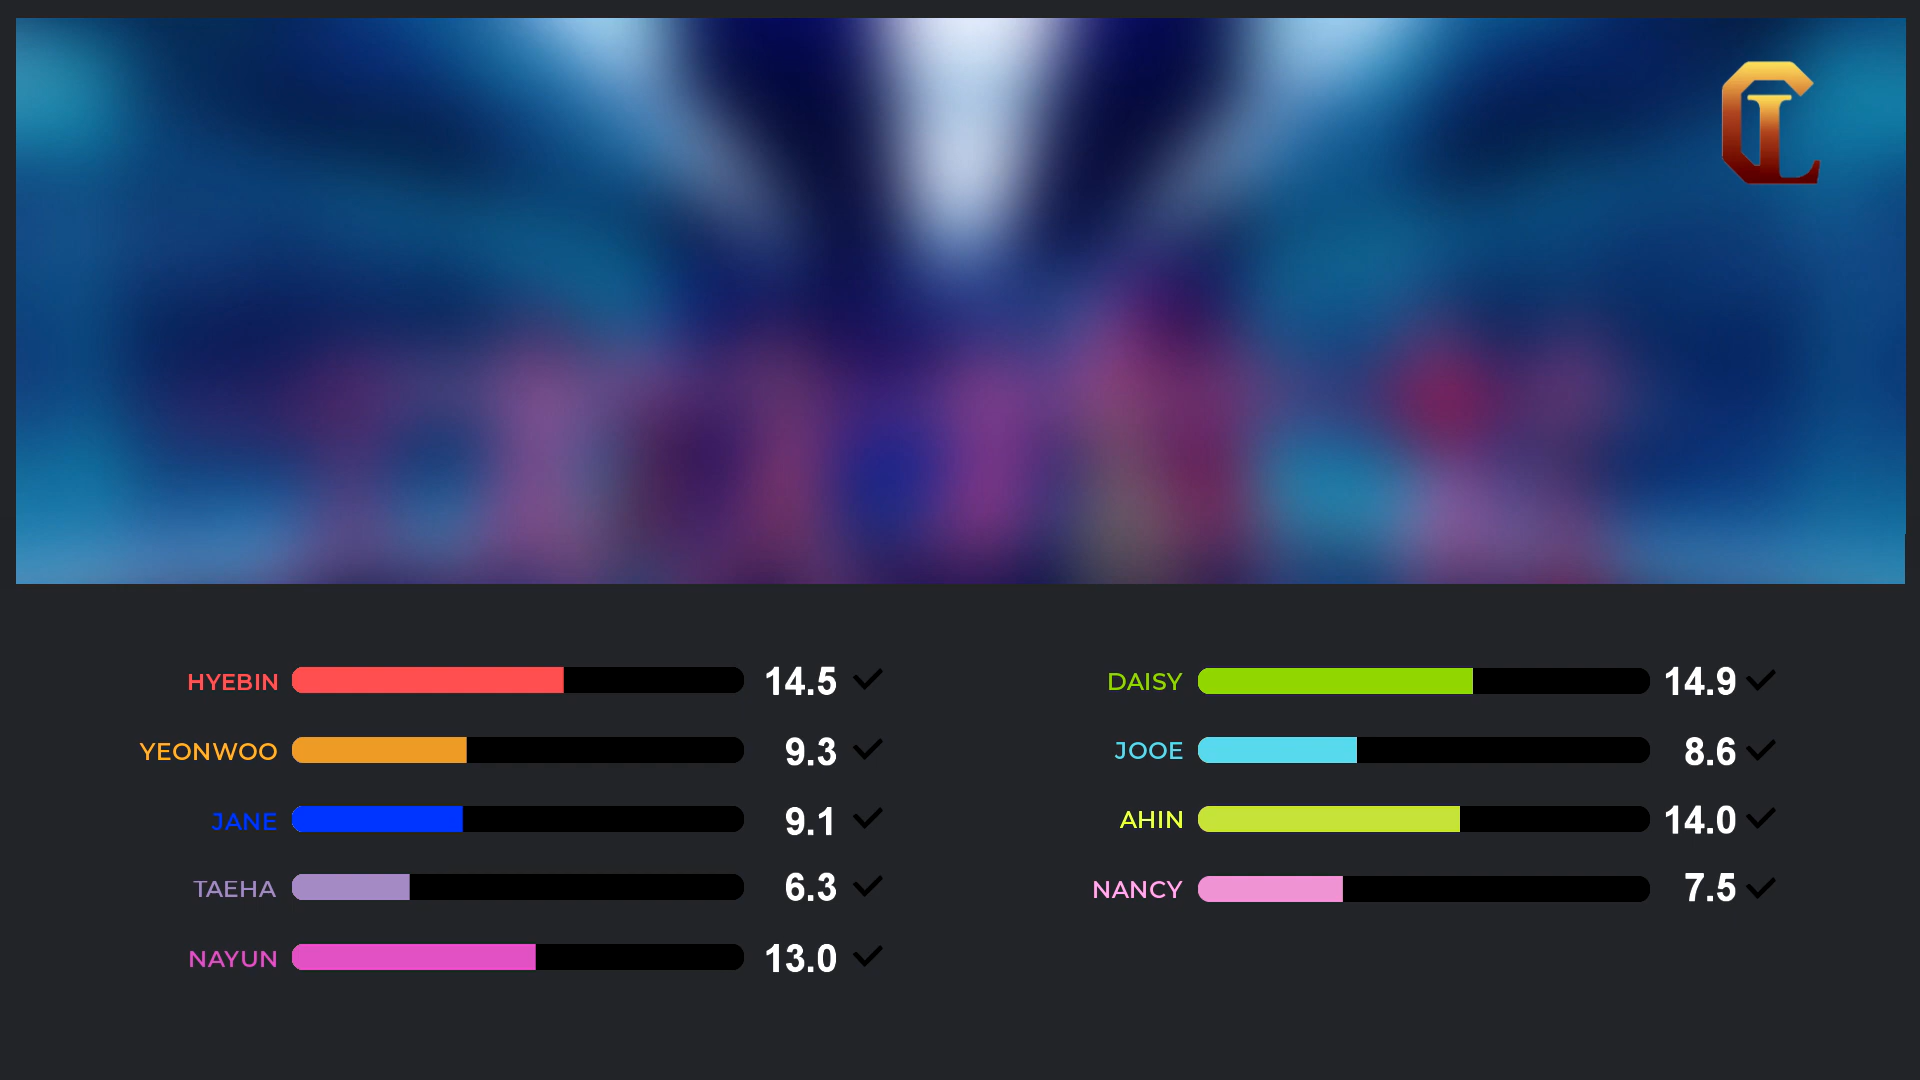 CL
HYEBIN 14.5
YEONWOO 9.3
JANE 9.1
TAEHA 6.3
NAYUN 13.0
DAISY 14.9
JOOE 8.6
AHIN 14.0
NANCY 7.5